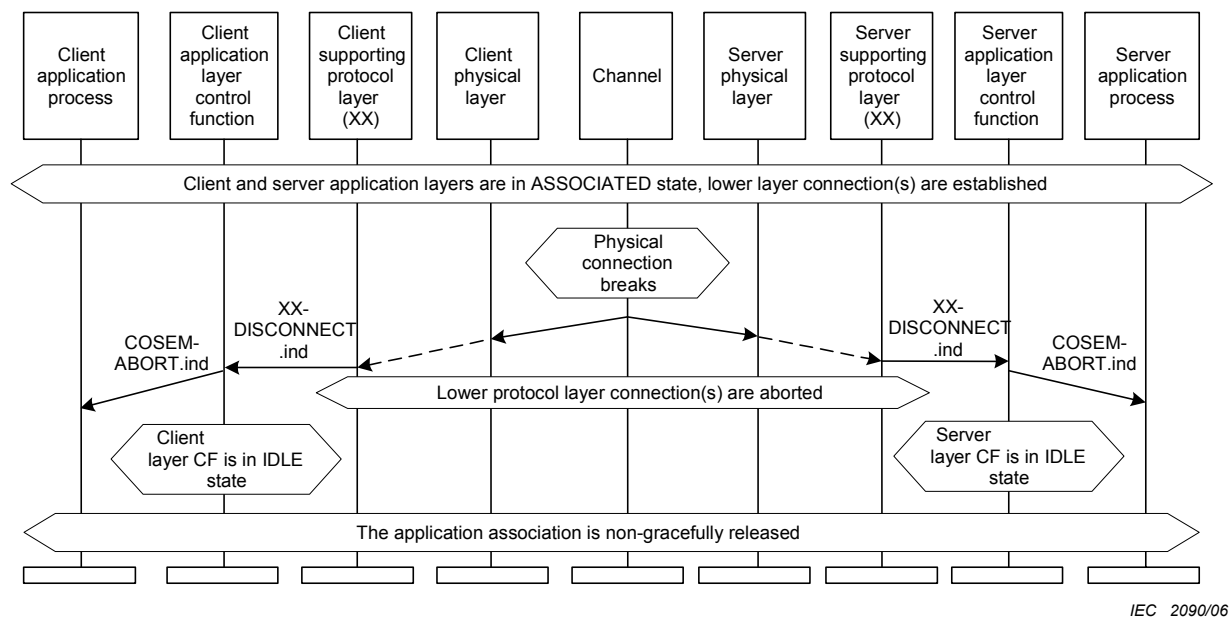 Client
application
process
Client
application
layer
control
function
Client
supporting
protocol
layer
(XX)
Client
physical
layer
Channel
Server
physical
layer
Server
supporting
protocol
layer (XX)
Server
application
layer
control
function
Server
application
process
Client and server application layers are in ASSOCIATED state, lower layer connection(s) are established
Physical
connection
breaks
XX-
DISCONNECT
.ind
COSEM-
ABORT.ind
XX-
DISCONNECT
.ind
COSEM-
ABORT.ind
Lower protocol layer connection(s) are aborted
Client
layer CF is in IDLE
state
Server
layer CF is in IDLE
state
The application association is non-gracefully released
IEC 2090/06